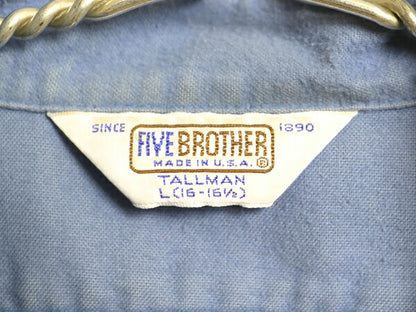 SINCE 1890
FIVE BROTHER
MADE IN U.S.A. ®
TALLMAN
L (16-16½)